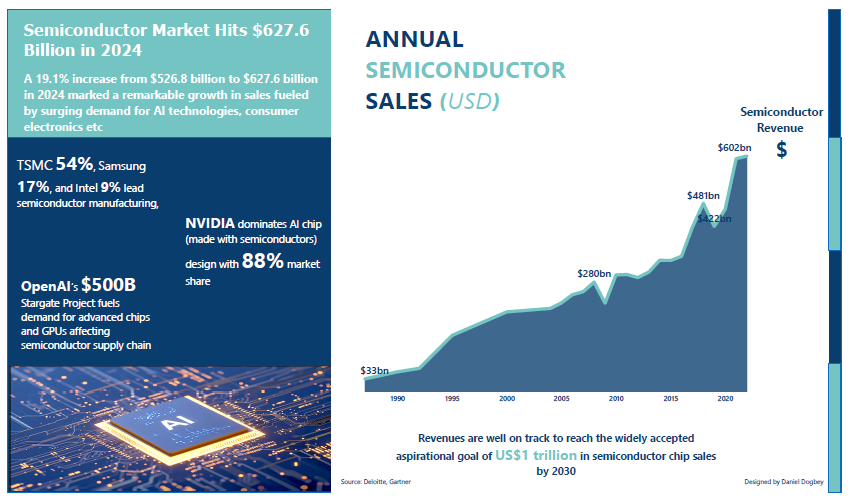 Semiconductor Market Hits $627.6
Billion in 2024
A 19.1% increase from $526.8 billion to $627.6 billion
in 2024 marked a remarkable growth in sales fueled
by surging demand for AI technologies, consumer
electronics etc
TSMC 54%, Samsung
17%, and Intel 9% lead
semiconductor manufacturing,
NVIDIA dominates AI chip
(made with semiconductors)
design with 88% market
share
OpenAI's $500B
Stargate Project fuels
demand for advanced chips
and GPUs affecting
semiconductor supply chain
AI
ANNUAL
SEMICONDUCTOR
SALES (USD)
Semiconductor
Revenue
$
$602bn
$481bn
$422bn
$280bn
$33bn
1990 1995 2000 2005 2010 2015 2020
Revenues are well on track to reach the widely accepted
aspirational goal of US$1 trillion in semiconductor chip sales
by 2030
Source: Deloitte, Gartner
Designed by Daniel Dogbey